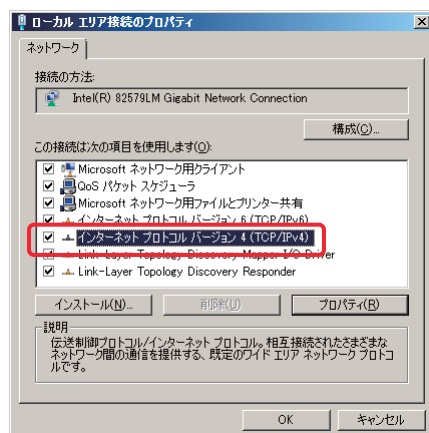 ローカル エリア接続のプロパティ
ネットワーク
接続の方法:
Intel(R) 82579LM Gigabit Network Connection
構成(C)...
この接続は次の項目を使用します(O):
Microsoft ネットワーク用クライアント
QoS パケット スケジューラ
Microsoft ネットワーク用ファイルとプリンター共有
インターネット プロトコル バージョン 6 (TCP/IPv6)
インターネット プロトコル バージョン 4 (TCP/IPv4)
Link-Layer Topology Discovery Mapper I/O Driver
Link-Layer Topology Discovery Responder
インストール(N)...
削除(U)
プロパティ(R)
説明
伝送制御プロトコル/インターネット プロトコル。相互接続されたさまざまな
ネットワーク間の通信を提供する、既定のワイド エリア ネットワーク プロトコ
ルです。
OK
キャンセル